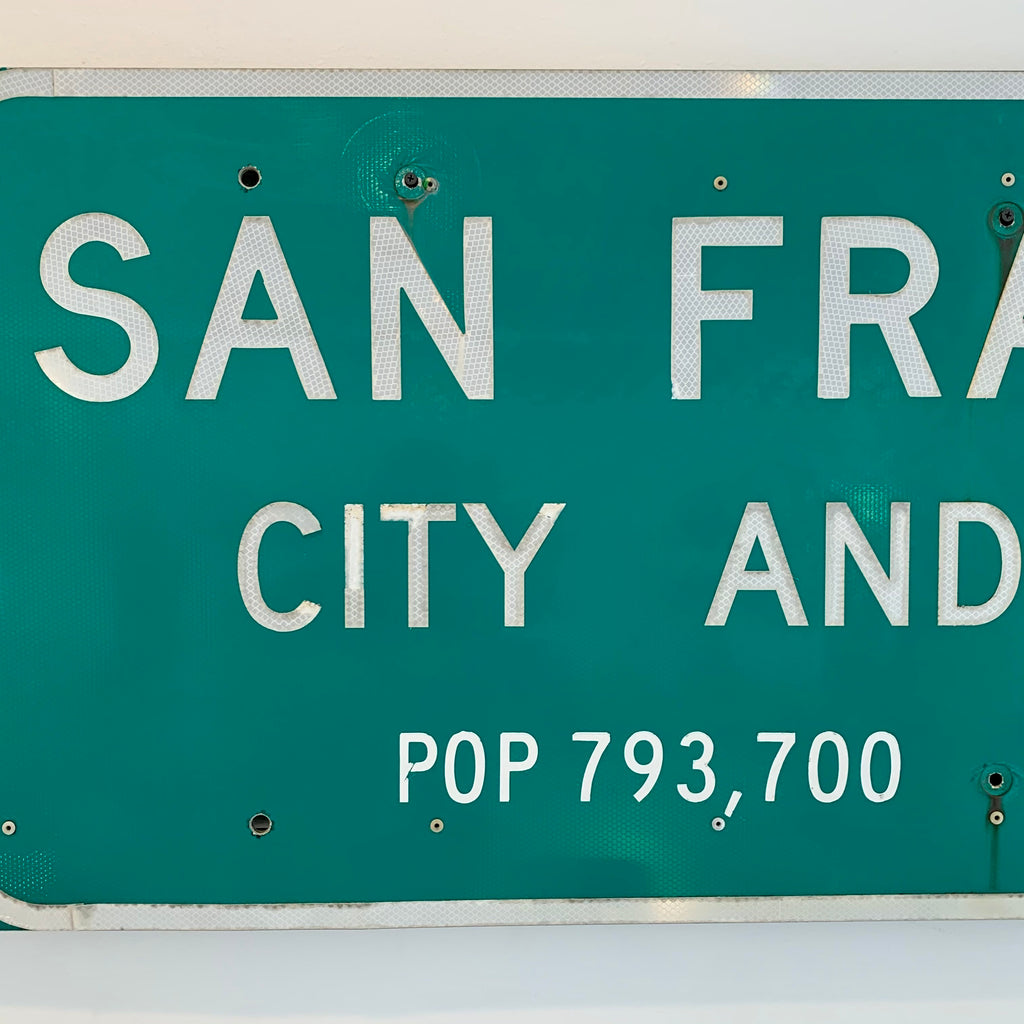 SAN FRA
CITY AND
POP 793,700